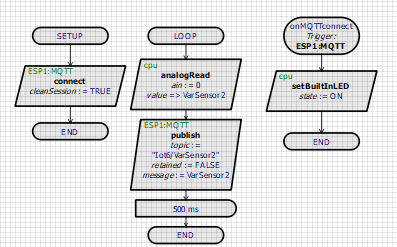 SETUP
ESP1:MQTT
connect
cleanSession := TRUE
END
LOOP
cpu
analogRead
ain := 0
value => VarSensor2
ESP1:MQTT
publish
topic :=
"Iot6/VarSensor2"
retained := FALSE
message := VarSensor2
500 ms
END
onMQTTconnect
Trigger:
ESP1:MQTT
cpu
setBuiltInLED
state := ON
END